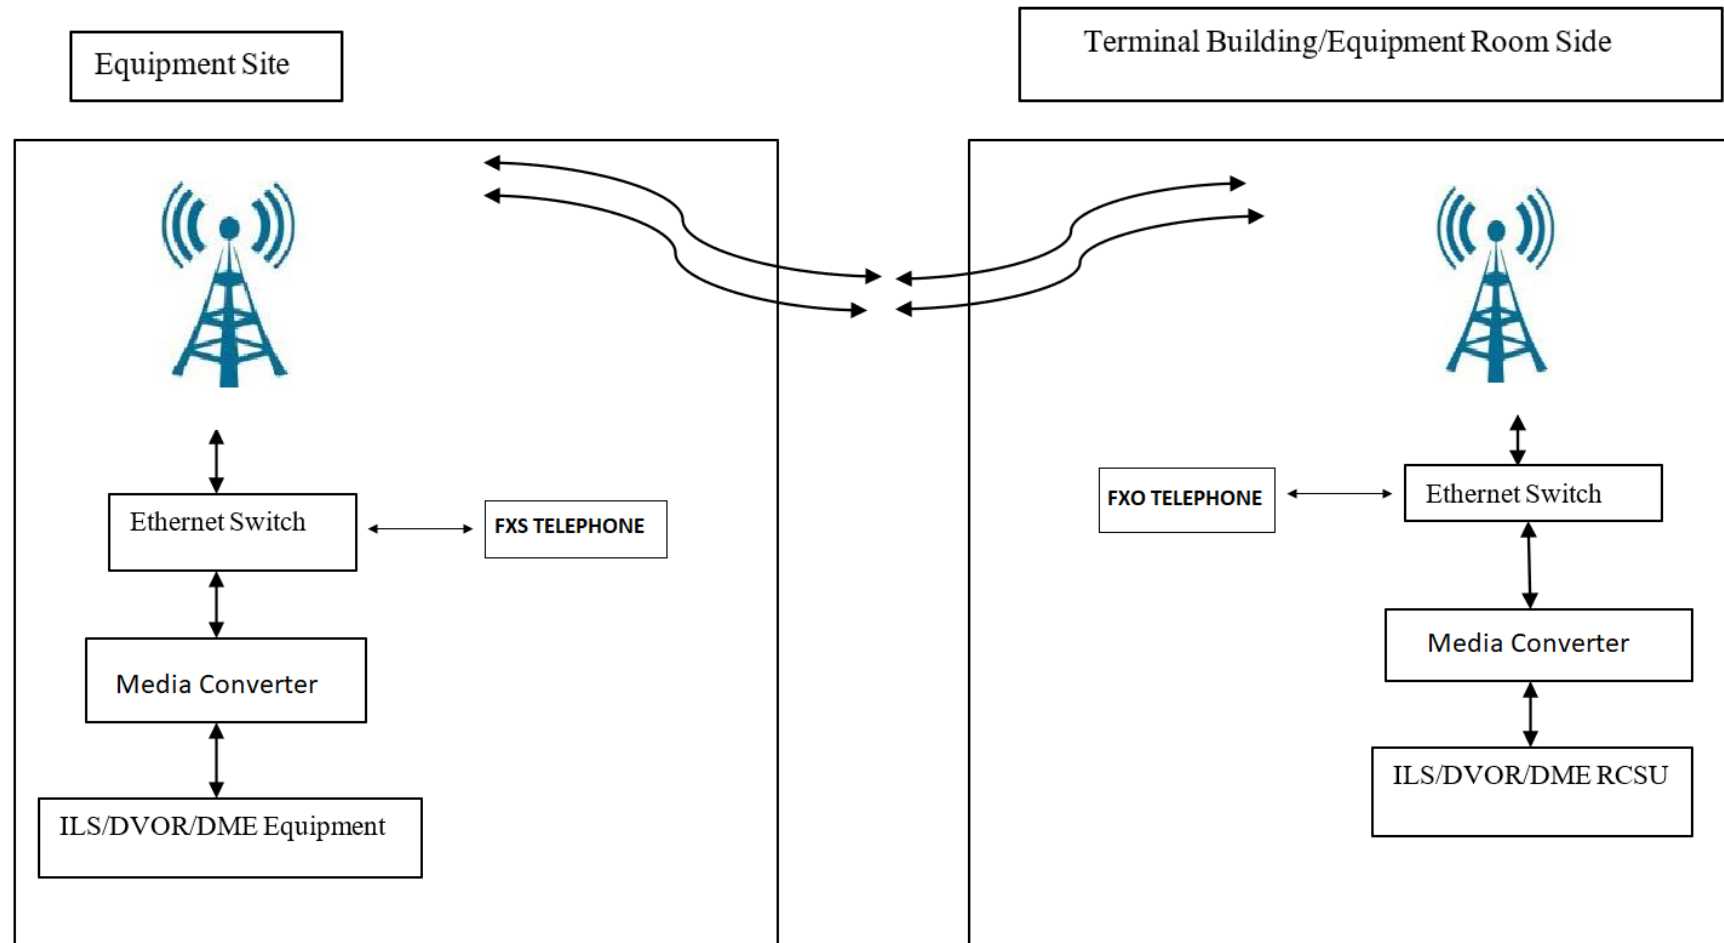 Equipment Site
Terminal Building/Equipment Room Side
Ethernet Switch
FXS TELEPHONE
Media Converter
ILS/DVOR/DME Equipment
FXO TELEPHONE
Ethernet Switch
Media Converter
ILS/DVOR/DME RCSU